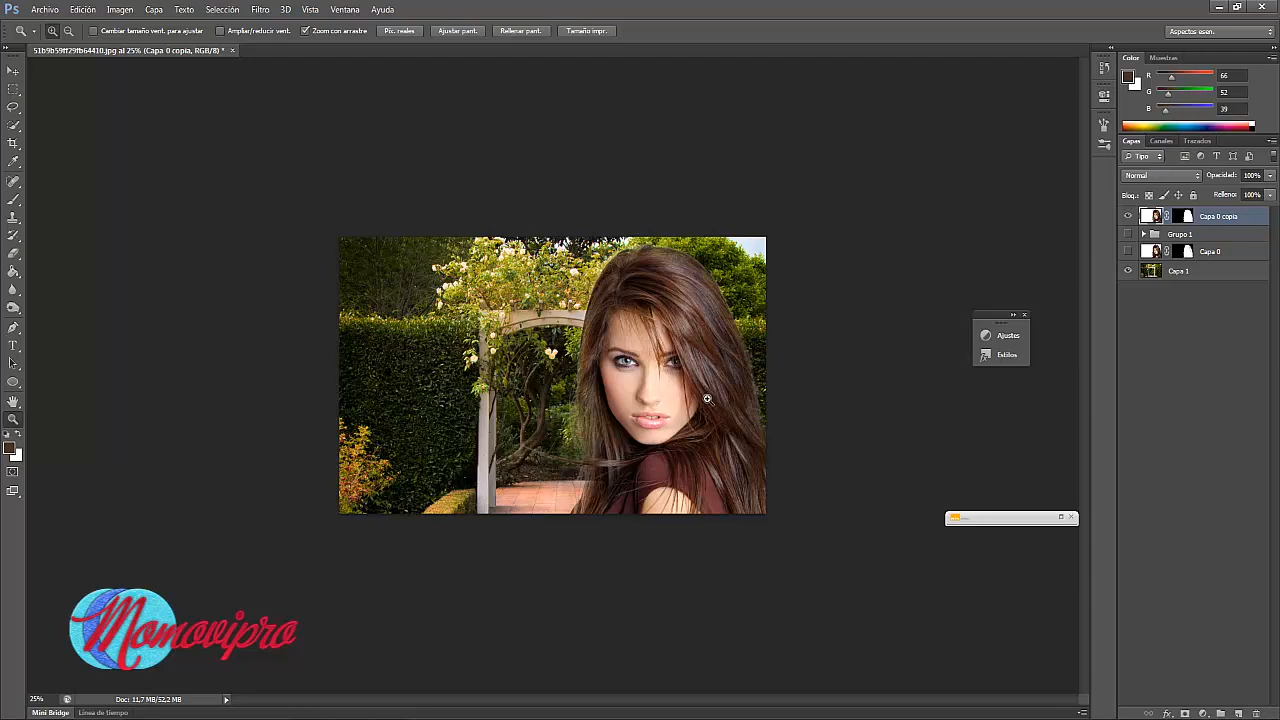 Ps Archivo Edición Imagen Capa Texto Selección Filtro 3D Vista Ventana Ayuda
Cambiar tamaño vent. para ajustar Ampliar/reducir vent. Zoom con arrastre Píx. reales Ajustar pant. Rellenar pant. Tamaño impr. Aspectos esen.
51b9b59ff29fb64410.jpg al 25% (Capa 0 copia, RGB/8) *
Color Muestras
R 66
G 52
B 39
Capas Canales Trazados
Tipo
Normal Opacidad: 100%
Bloq.: Relleno: 100%
Capa 0 copia
Grupo 1
Capa 0
Capa 1
Ajustes
Estilos
Momovipro
25% Doc: 11,7 MB/52,2 MB
Mini Bridge Línea de tiempo